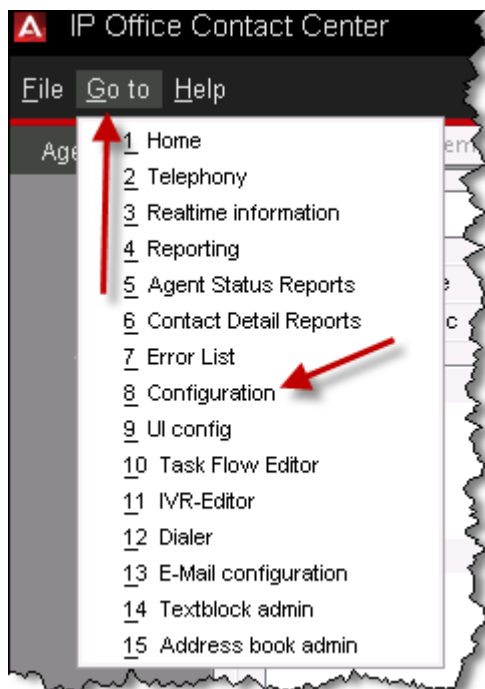 IP Office Contact Center
File Go to Help
Age
1 Home
2 Telephony
3 Realtime information
4 Reporting
5 Agent Status Reports
6 Contact Detail Reports
7 Error List
8 Configuration
9 UI config
10 Task Flow Editor
11 IVR-Editor
12 Dialer
13 E-Mail configuration
14 Textblock admin
15 Address book admin